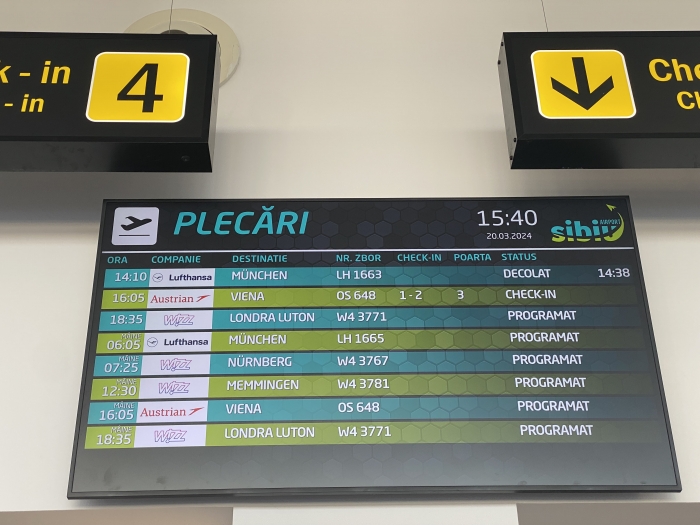 k - in
- in
4
Che
Ch
PLECĂRI
15:40
20.03.2024
AIRPORT
sibiu
ORA COMPANIE DESTINATIE NR. ZBOR CHECK-IN POARTA STATUS
14:10 Lufthansa MÜNCHEN LH 1663 DECOLAT 14:38
16:05 Austrian VIENA OS 648 1 - 2 3 CHECK-IN
18:35 WIZZ LONDRA LUTON W4 3771 PROGRAMAT
MÂINE 06:05 Lufthansa MÜNCHEN LH 1665 PROGRAMAT
MÂINE 07:25 WIZZ NÜRNBERG W4 3767 PROGRAMAT
MÂINE 12:30 WIZZ MEMMINGEN W4 3781 PROGRAMAT
MÂINE 16:05 Austrian VIENA OS 648 PROGRAMAT
MÂINE 18:35 WIZZ LONDRA LUTON W4 3771 PROGRAMAT